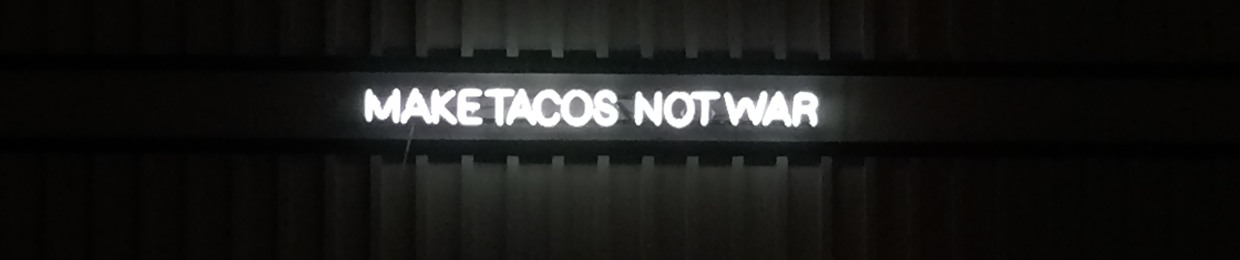 MAKE TACOS NOT WAR